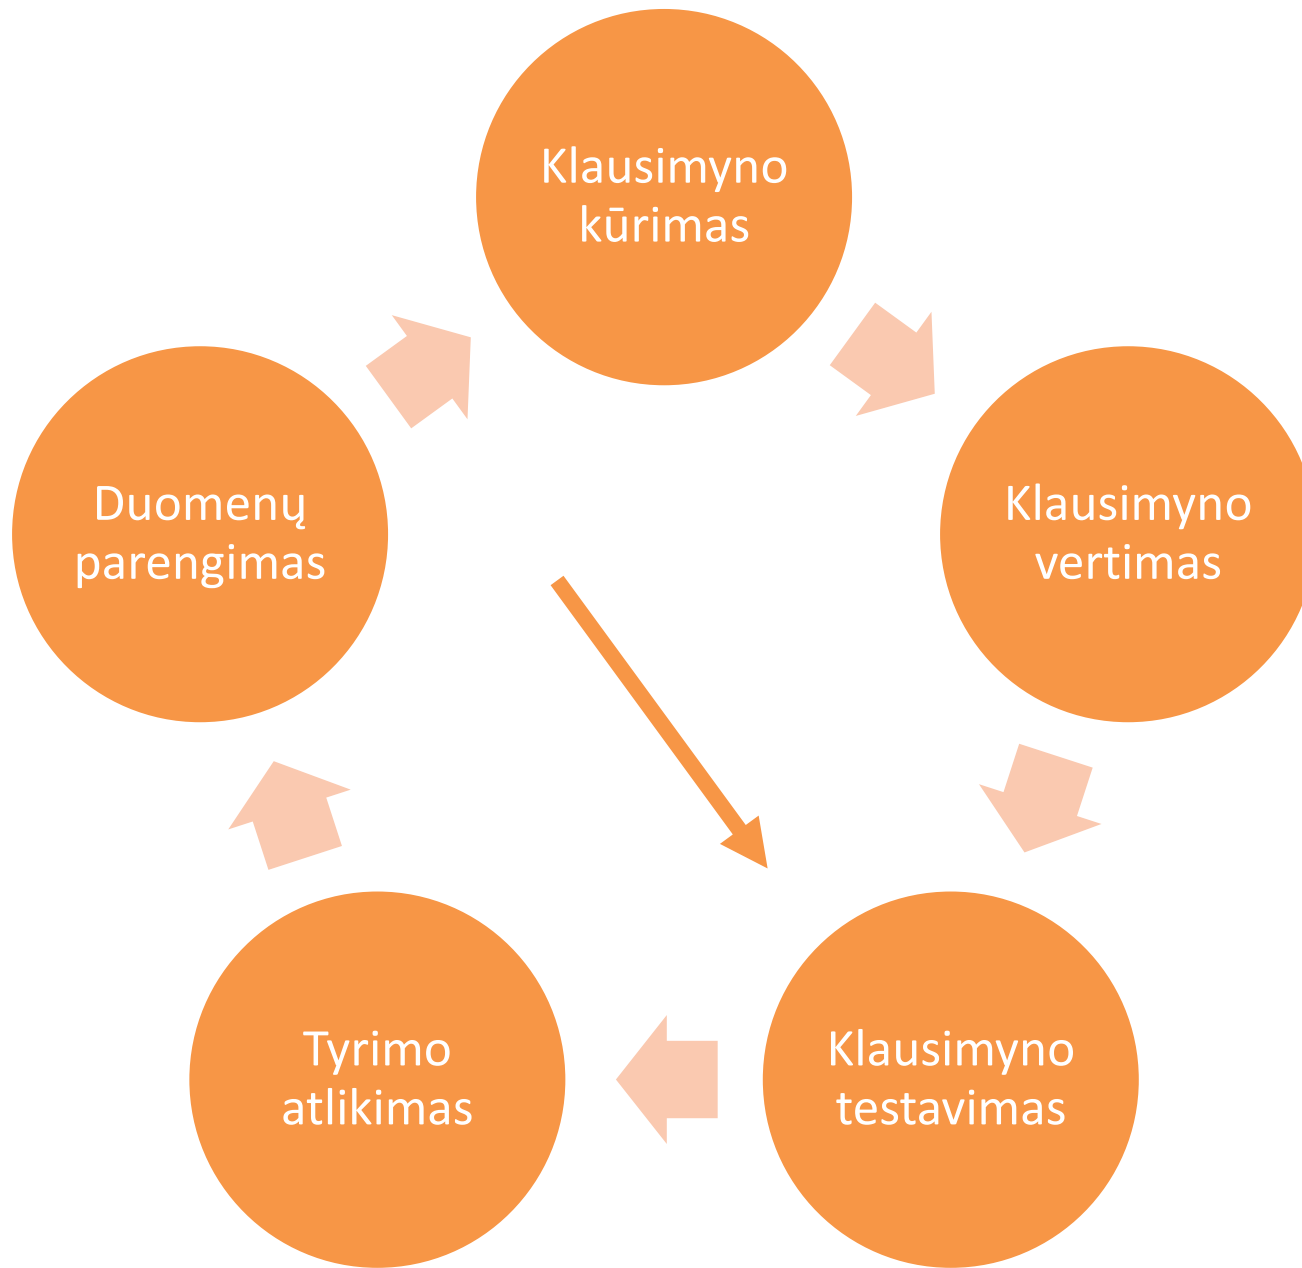 Klausimyno
kūrimas
Klausimyno
vertimas
Klausimyno
testavimas
Tyrimo
atlikimas
Duomenų
parengimas